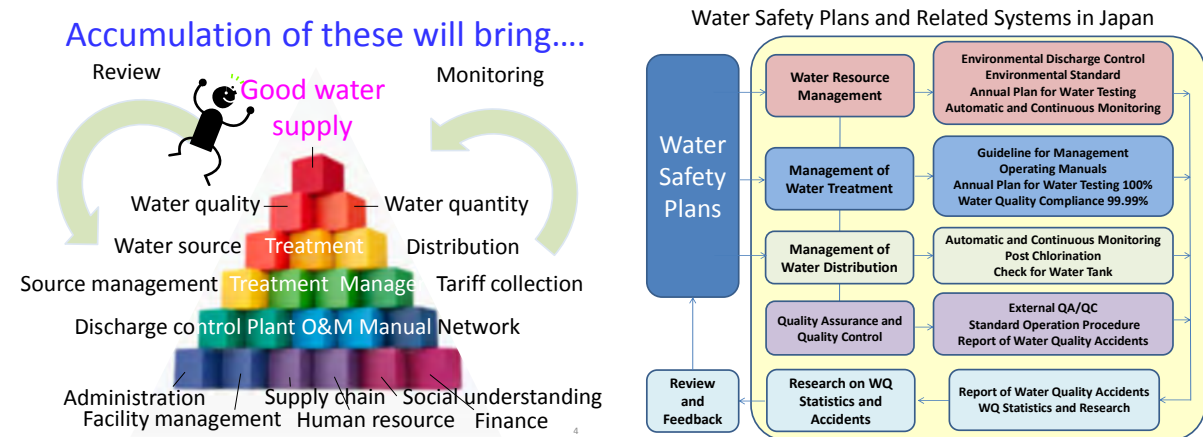 Accumulation of these will bring....
Review
Monitoring
Good water
supply
Water quality
Water quantity
Water source
Treatment
Distribution
Source management
Treatment
Manage
Tariff collection
Discharge control
Plant O&M Manual
Network
Administration
Supply chain
Social understanding
Facility management
Human resource
Finance
4
Water Safety Plans and Related Systems in Japan
Water
Safety
Plans
Water Resource
Management
Environmental Discharge Control
Environmental Standard
Annual Plan for Water Testing
Automatic and Continuous Monitoring
Management of
Water Treatment
Guideline for Management
Operating Manuals
Annual Plan for Water Testing 100%
Water Quality Compliance 99.99%
Management of
Water Distribution
Automatic and Continuous Monitoring
Post Chlorination
Check for Water Tank
Quality Assurance and
Quality Control
External QA/QC
Standard Operation Procedure
Report of Water Quality Accidents
Review
and
Feedback
Research on WQ
Statistics and
Accidents
Report of Water Quality Accidents
WQ Statistics and Research